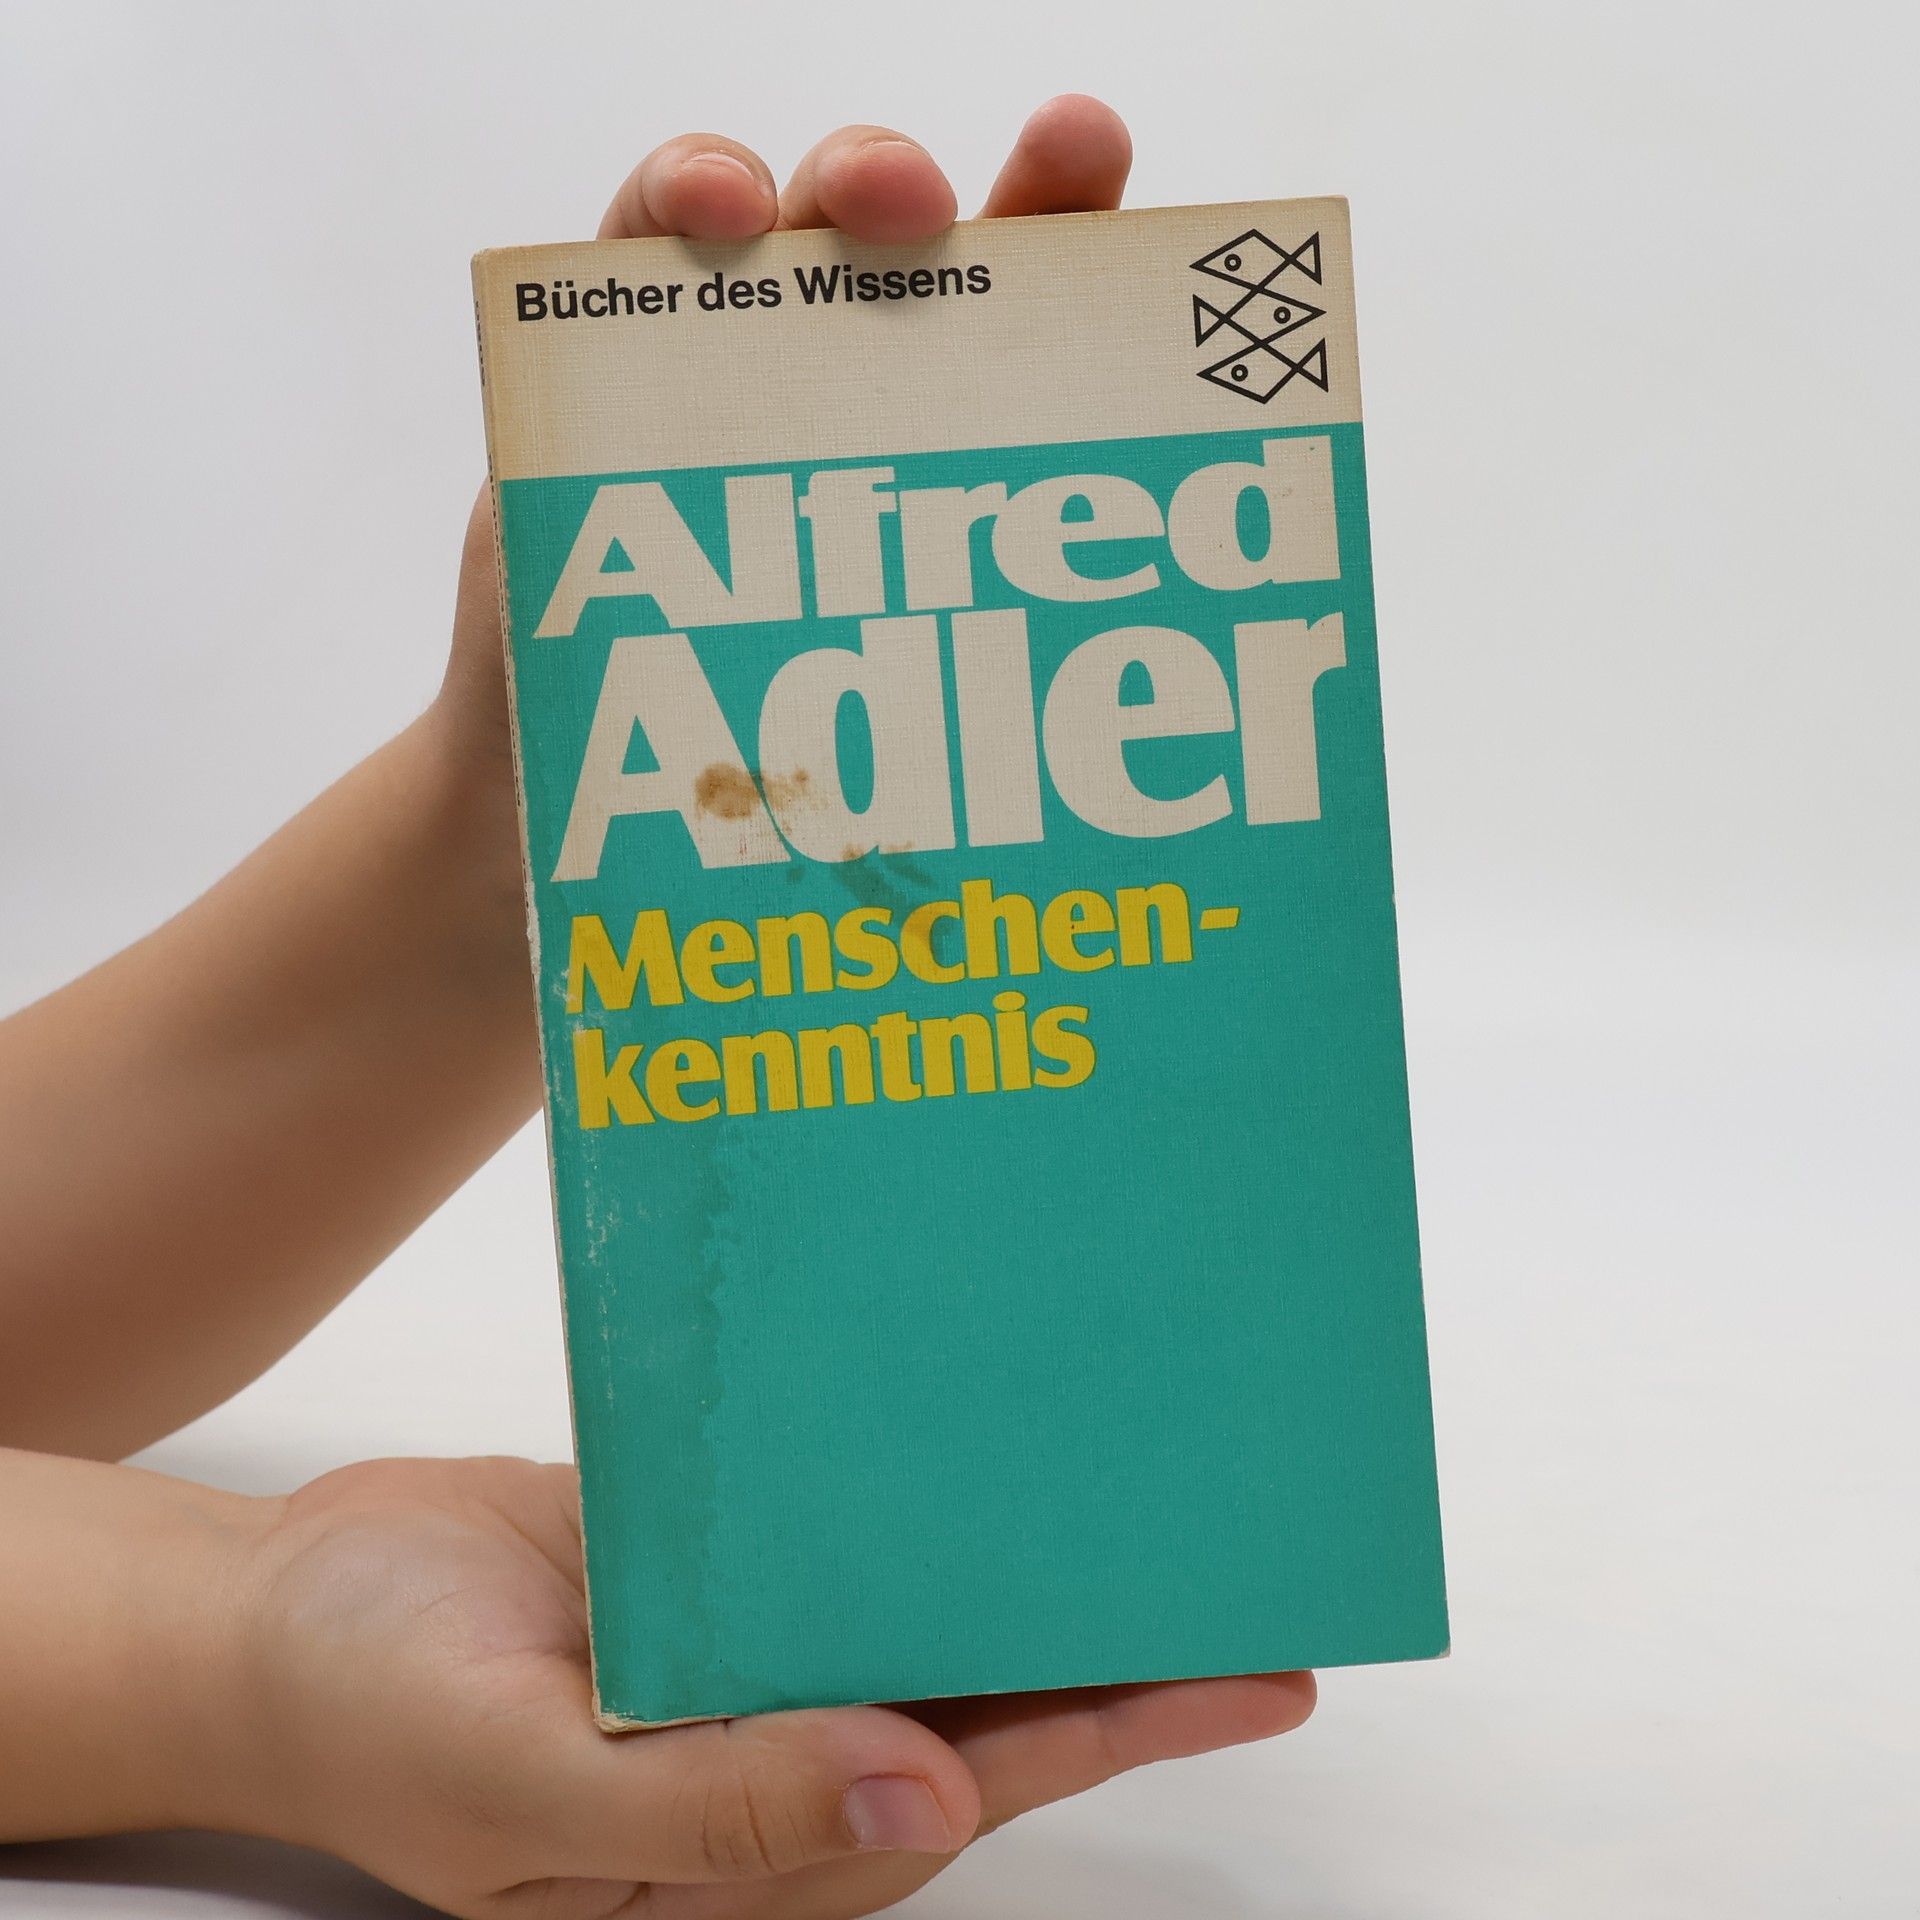 Bücher des Wissens
Alfred
Adler
Menschen-
kenntnis